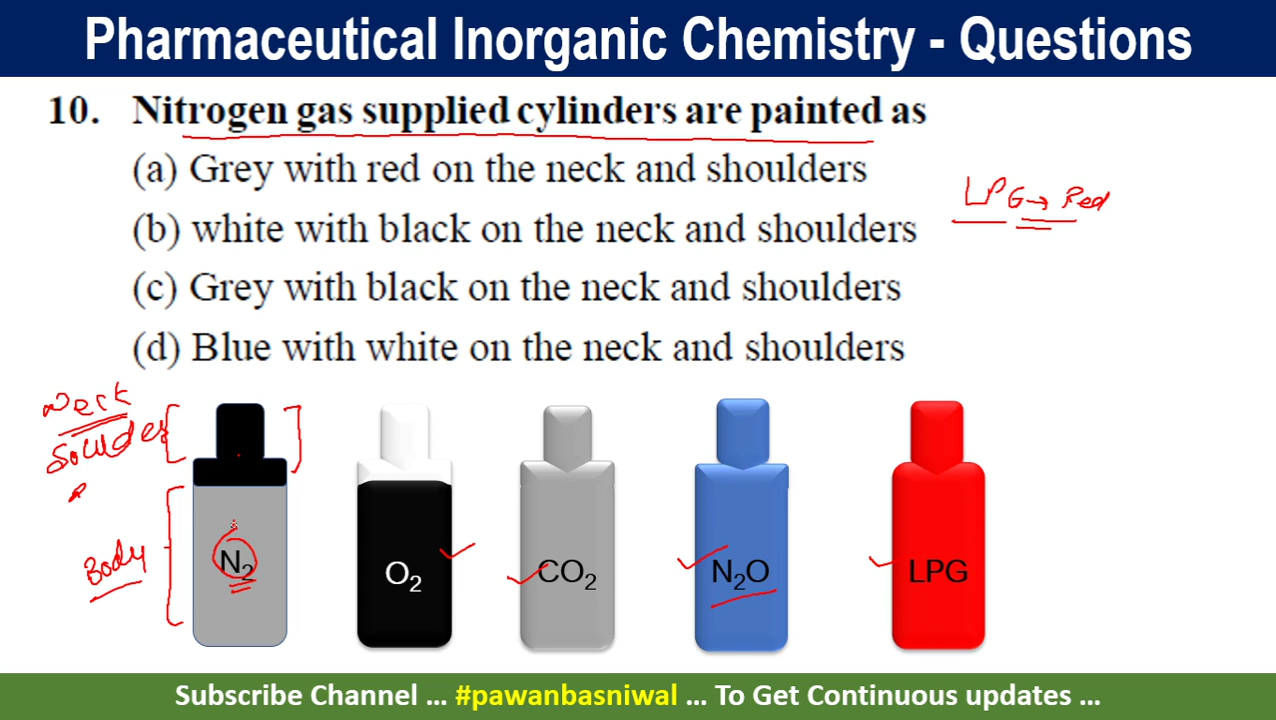 Pharmaceutical Inorganic Chemistry - Questions
10. Nitrogen gas supplied cylinders are painted as
(a) Grey with red on the neck and shoulders
LPG → Red
(b) white with black on the neck and shoulders
(c) Grey with black on the neck and shoulders
(d) Blue with white on the neck and shoulders
Neck
Body
N2
O2
CO2
N2O
LPG
Subscribe Channel ... #pawanbasniwal ... To Get Continuous updates ...